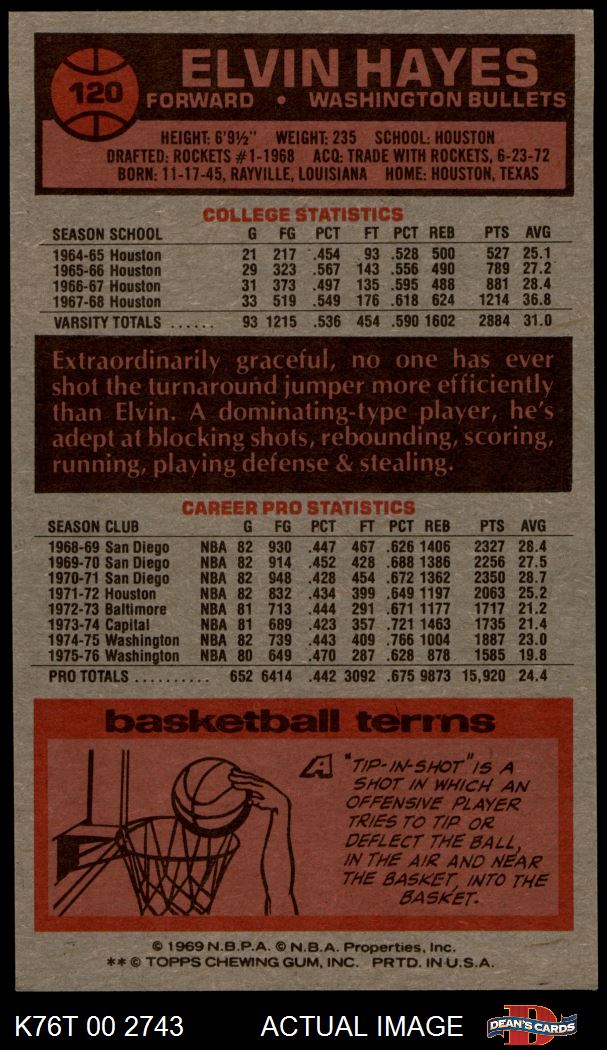 120
ELVIN HAYES
FORWARD • WASHINGTON BULLETS
HEIGHT: 6'9½" WEIGHT: 235 SCHOOL: HOUSTON
DRAFTED: ROCKETS #1-1968 ACQ: TRADE WITH ROCKETS, 6-23-72
BORN: 11-17-45, RAYVILLE, LOUISIANA HOME: HOUSTON, TEXAS
COLLEGE STATISTICS
SEASON SCHOOL G FG PCT FT PCT REB PTS AVG
1964-65 Houston 21 217 .454 93 .528 500 527 25.1
1965-66 Houston 29 323 .567 143 .556 490 789 27.2
1966-67 Houston 31 373 .497 135 .595 488 881 28.4
1967-68 Houston 33 519 .549 176 .618 624 1214 36.8
VARSITY TOTALS ...... 93 1215 .536 454 .590 1602 2884 31.0
Extraordinarily graceful, no one has ever
shot the turnaround jumper more efficiently
than Elvin. A dominating-type player, he's
adept at blocking shots, rebounding, scoring,
running, playing defense & stealing.
CAREER PRO STATISTICS
SEASON CLUB G FG PCT FT PCT REB PTS AVG
1968-69 San Diego NBA 82 930 .447 467 .626 1406 2327 28.4
1969-70 San Diego NBA 82 914 .452 428 .688 1386 2256 27.5
1970-71 San Diego NBA 82 948 .428 454 .672 1362 2350 28.7
1971-72 Houston NBA 82 832 .434 399 .649 1197 2063 25.2
1972-73 Baltimore NBA 81 713 .444 291 .671 1177 1717 21.2
1973-74 Capital NBA 81 689 .423 357 .721 1463 1735 21.4
1974-75 Washington NBA 82 739 .443 409 .766 1004 1887 23.0
1975-76 Washington NBA 80 649 .470 287 .628 878 1585 19.8
PRO TOTALS .......... 652 6414 .442 3092 .675 9873 15,920 24.4
basketball terms
A "TIP-IN-SHOT" IS A
SHOT IN WHICH AN
OFFENSIVE PLAYER
TRIES TO TIP OR
DEFLECT THE BALL,
IN THE AIR AND NEAR
THE BASKET, INTO THE
BASKET.
© 1969 N.B.P.A. © N.B.A. Properties, Inc.
**© TOPPS CHEWING GUM, INC. PRTD. IN U.S.A.
K76T 00 2743 ACTUAL IMAGE DEAN'S CARDS